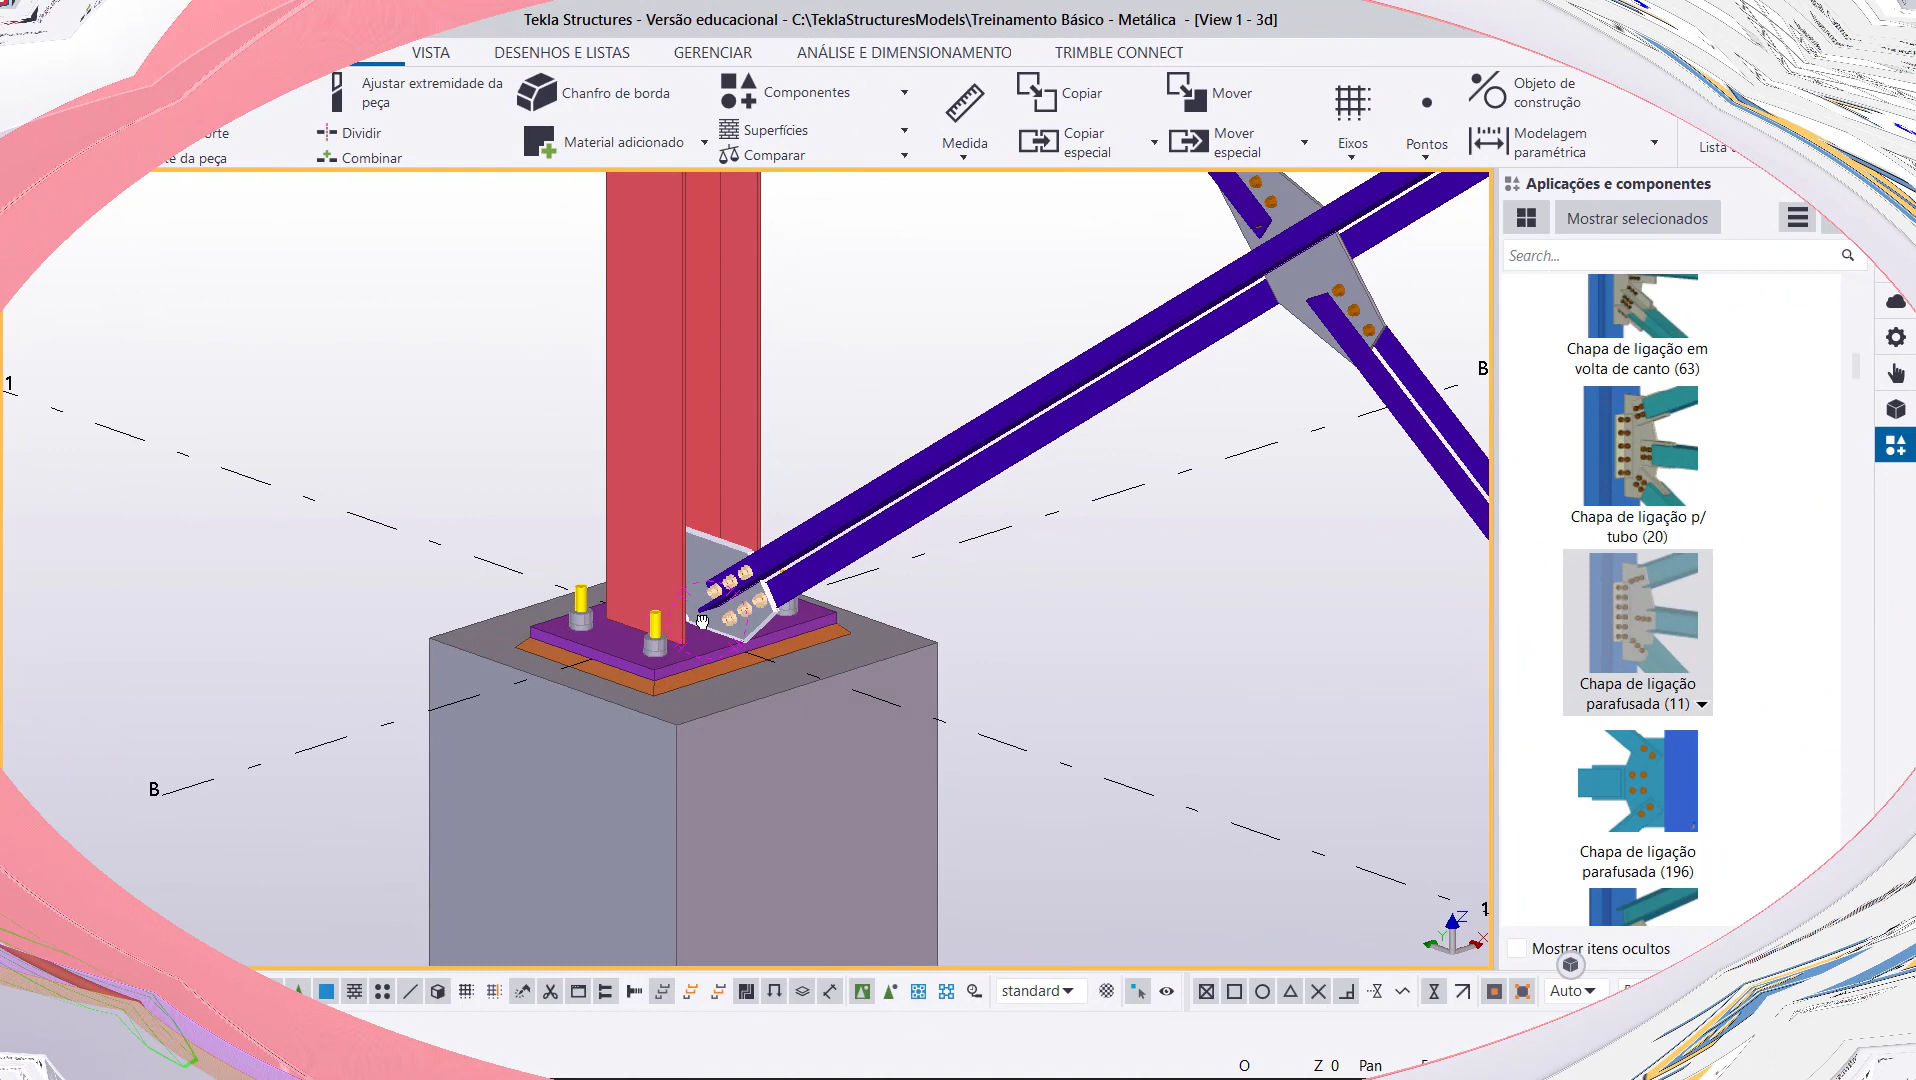 Tekla Structures - Versão educacional - C:\TeklaStructuresModels\Treinamento Básico - Metálica - [View 1 - 3d]
VISTA
DESENHOS E LISTAS
GERENCIAR
ANÁLISE E DIMENSIONAMENTO
TRIMBLE CONNECT
Ajustar extremidade da
peça
Dividir
Combinar
da peça
Chanfro de borda
Material adicionado
Componentes
Superfícies
Comparar
Medida
Copiar
Copiar
especial
Mover
Mover
especial
Eixos
Pontos
Objeto de
construção
Modelagem
paramétrica
Lista
Aplicações e componentes
Mostrar selecionados
Search...
Chapa de ligação em
volta de canto (63)
Chapa de ligação p/
tubo (20)
Chapa de ligação
parafusada (11)
Chapa de ligação
parafusada (196)
Mostrar itens ocultos
1
B
B
1
Z
Y
X
standard
Auto
O
Z 0
Pan